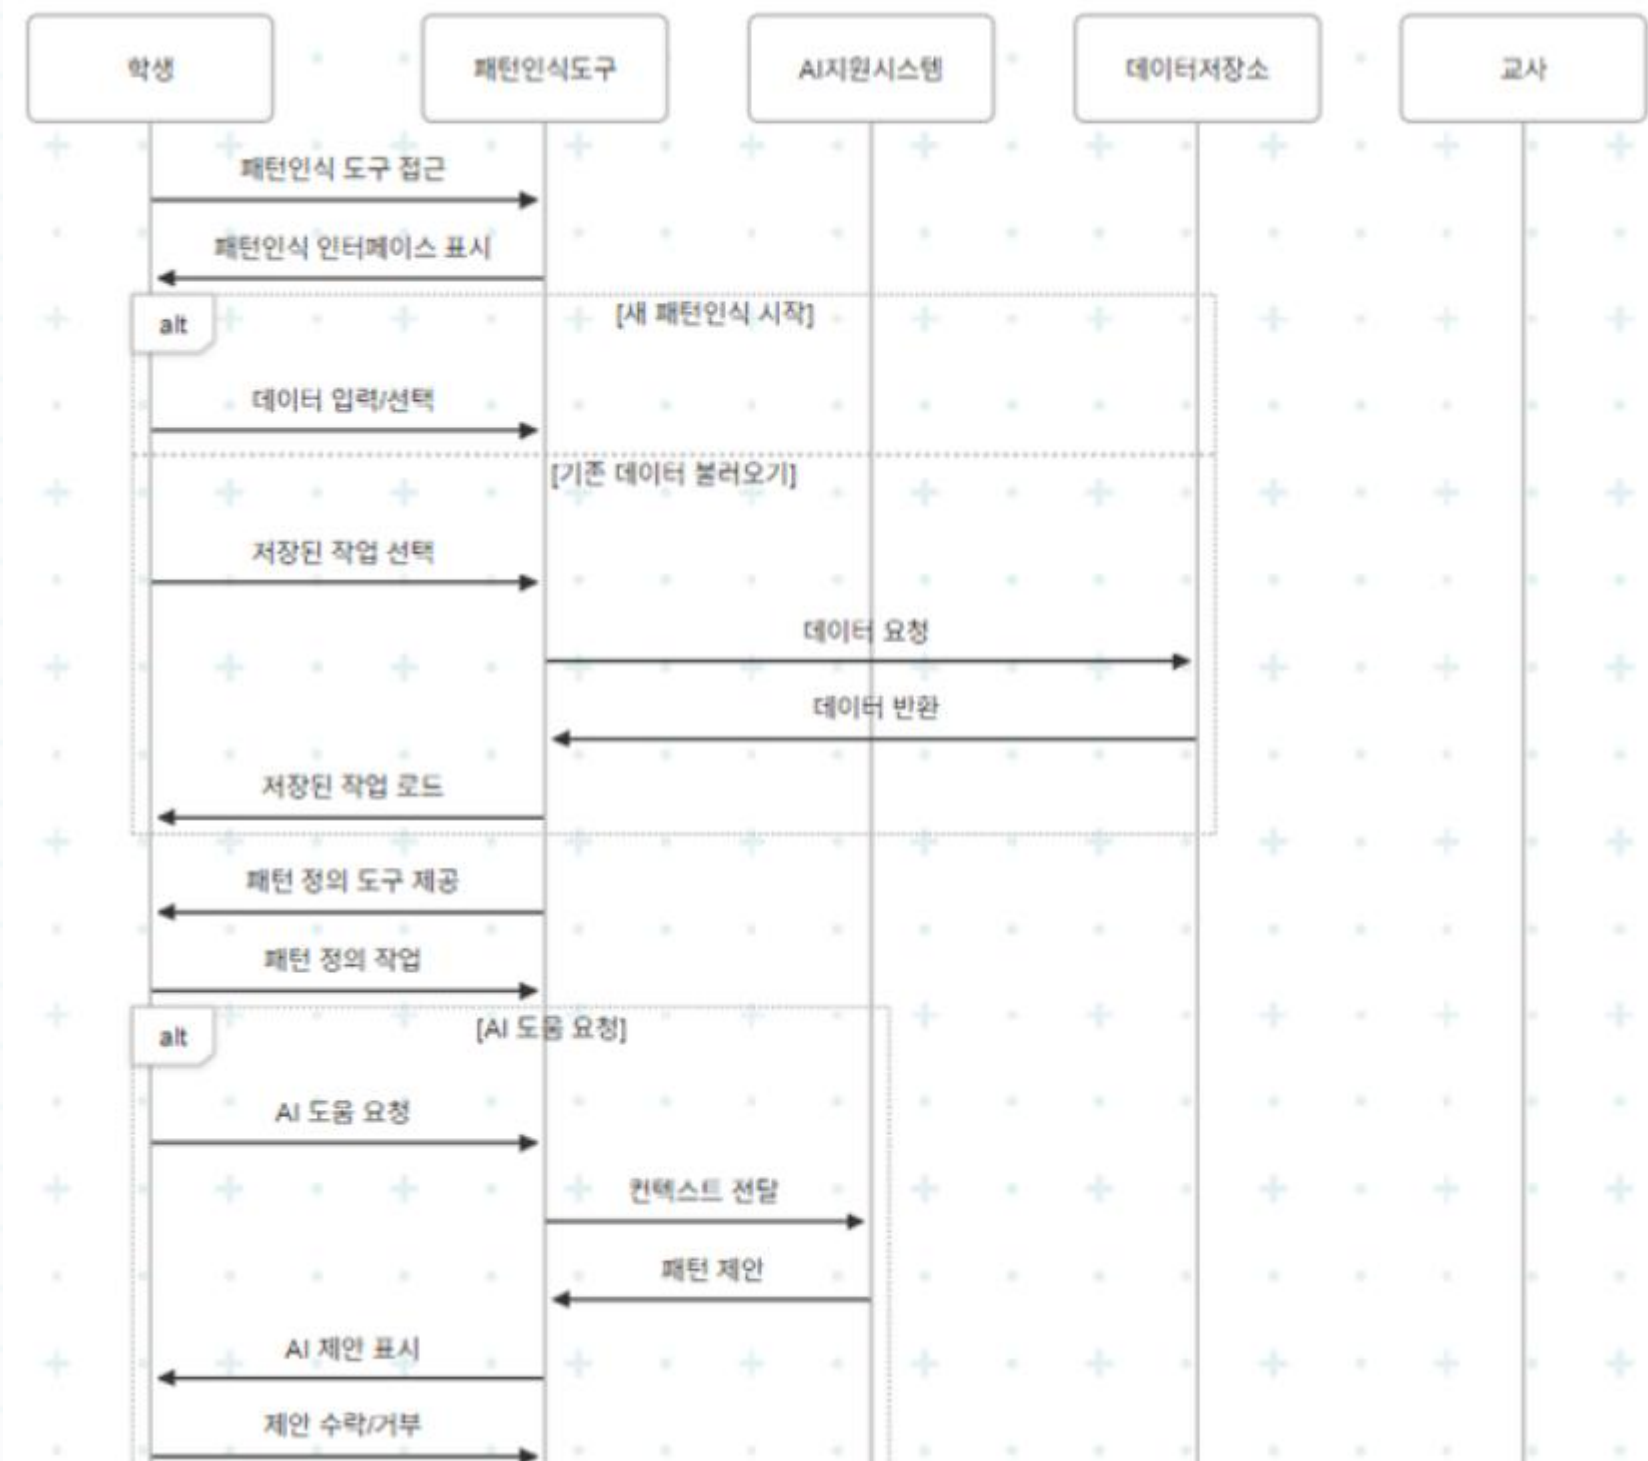 학생
패턴인식도구
AI지원시스템
데이터저장소
교사
패턴인식 도구 접근
패턴인식 인터페이스 표시
alt
[새 패턴인식 시작]
데이터 입력/선택
[기존 데이터 불러오기]
저장된 작업 선택
데이터 요청
데이터 반환
저장된 작업 로드
패턴 정의 도구 제공
패턴 정의 작업
alt
[AI 도움 요청]
AI 도움 요청
컨텍스트 전달
패턴 제안
AI 제안 표시
제안 수락/거부